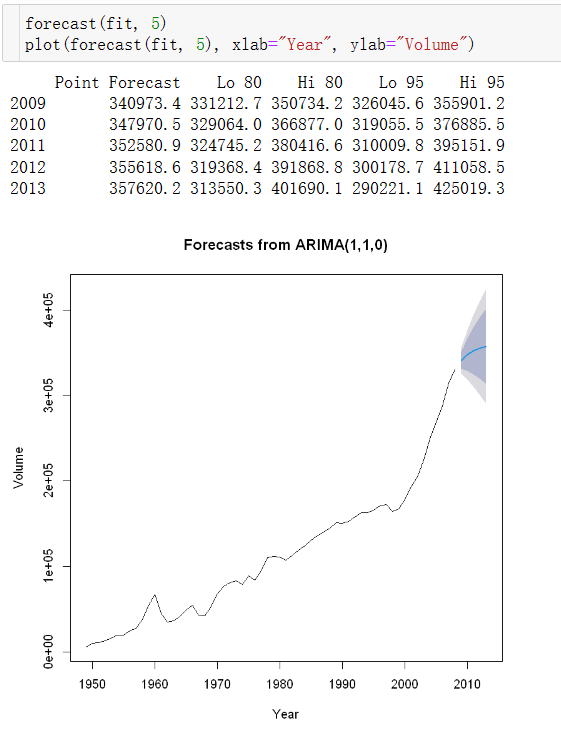 forecast(fit, 5)
plot(forecast(fit, 5), xlab="Year", ylab="Volume")
Point Forecast Lo 80 Hi 80 Lo 95 Hi 95
2009 340973.4 331212.7 350734.2 326045.6 355901.2
2010 347970.5 329064.0 366877.0 319055.5 376885.5
2011 352580.9 324745.2 380416.6 310009.8 395151.9
2012 355618.6 319368.4 391868.8 300178.7 411058.5
2013 357620.2 313550.3 401690.1 290221.1 425019.3
Forecasts from ARIMA(1,1,0)
4e+05
3e+05
2e+05
1e+05
0e+00
Volume
1950 1960 1970 1980 1990 2000 2010
Year